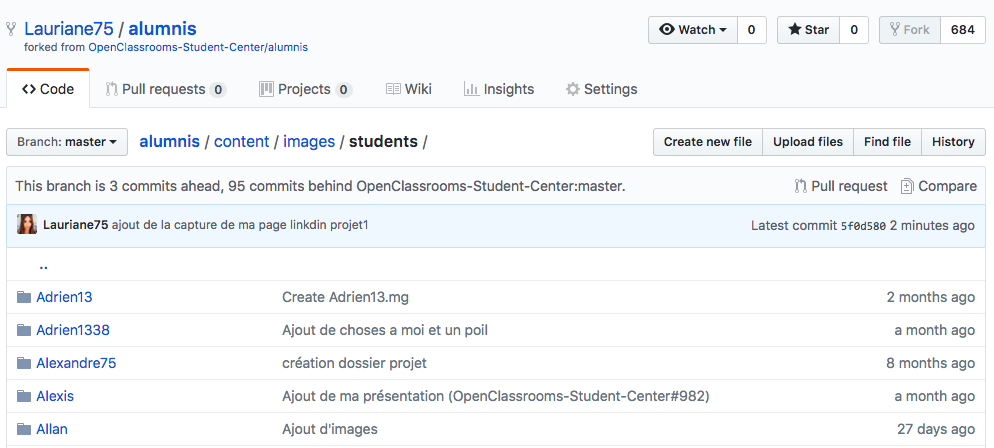 Lauriane75 / alumnis Watch 0 Star 0 Fork 684
forked from OpenClassrooms-Student-Center/alumnis
Code Pull requests 0 Projects 0 Wiki Insights Settings
Branch: master alumnis / content / images / students / Create new file Upload files Find file History
This branch is 3 commits ahead, 95 commits behind OpenClassrooms-Student-Center:master. Pull request Compare
Lauriane75 ajout de la capture de ma page linkdin projet1 Latest commit 5f0d580 2 minutes ago
..
Adrien13 Create Adrien13.mg 2 months ago
Adrien1338 Ajout de choses a moi et un poil a month ago
Alexandre75 création dossier projet 8 months ago
Alexis Ajout de ma présentation (OpenClassrooms-Student-Center#982) a month ago
Allan Ajout d'images 27 days ago